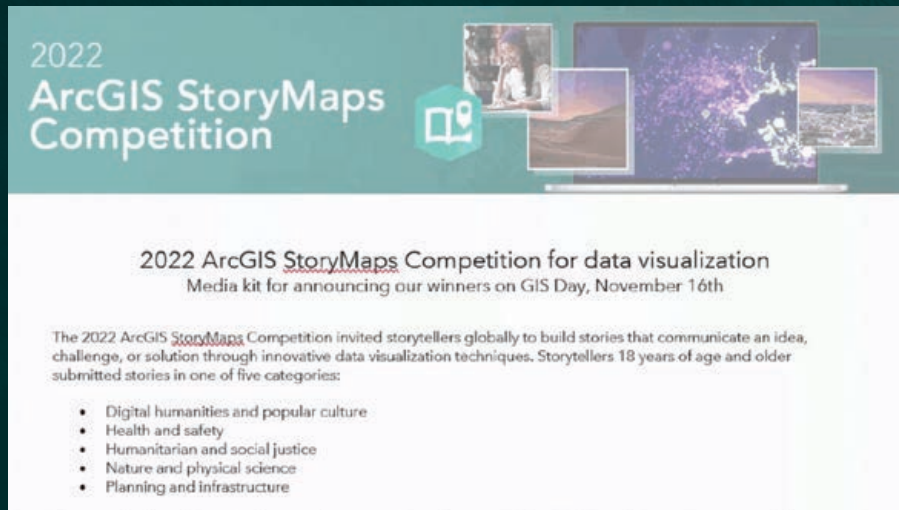 2022
ArcGIS StoryMaps
Competition
2022 ArcGIS StoryMaps Competition for data visualization
Media kit for announcing our winners on GIS Day, November 16th
The 2022 ArcGIS StoryMaps Competition invited storytellers globally to build stories that communicate an idea,
challenge, or solution through innovative data visualization techniques. Storytellers 18 years of age and older
submitted stories in one of five categories:
• Digital humanities and popular culture
• Health and safety
• Humanitarian and social justice
• Nature and physical science
• Planning and infrastructure